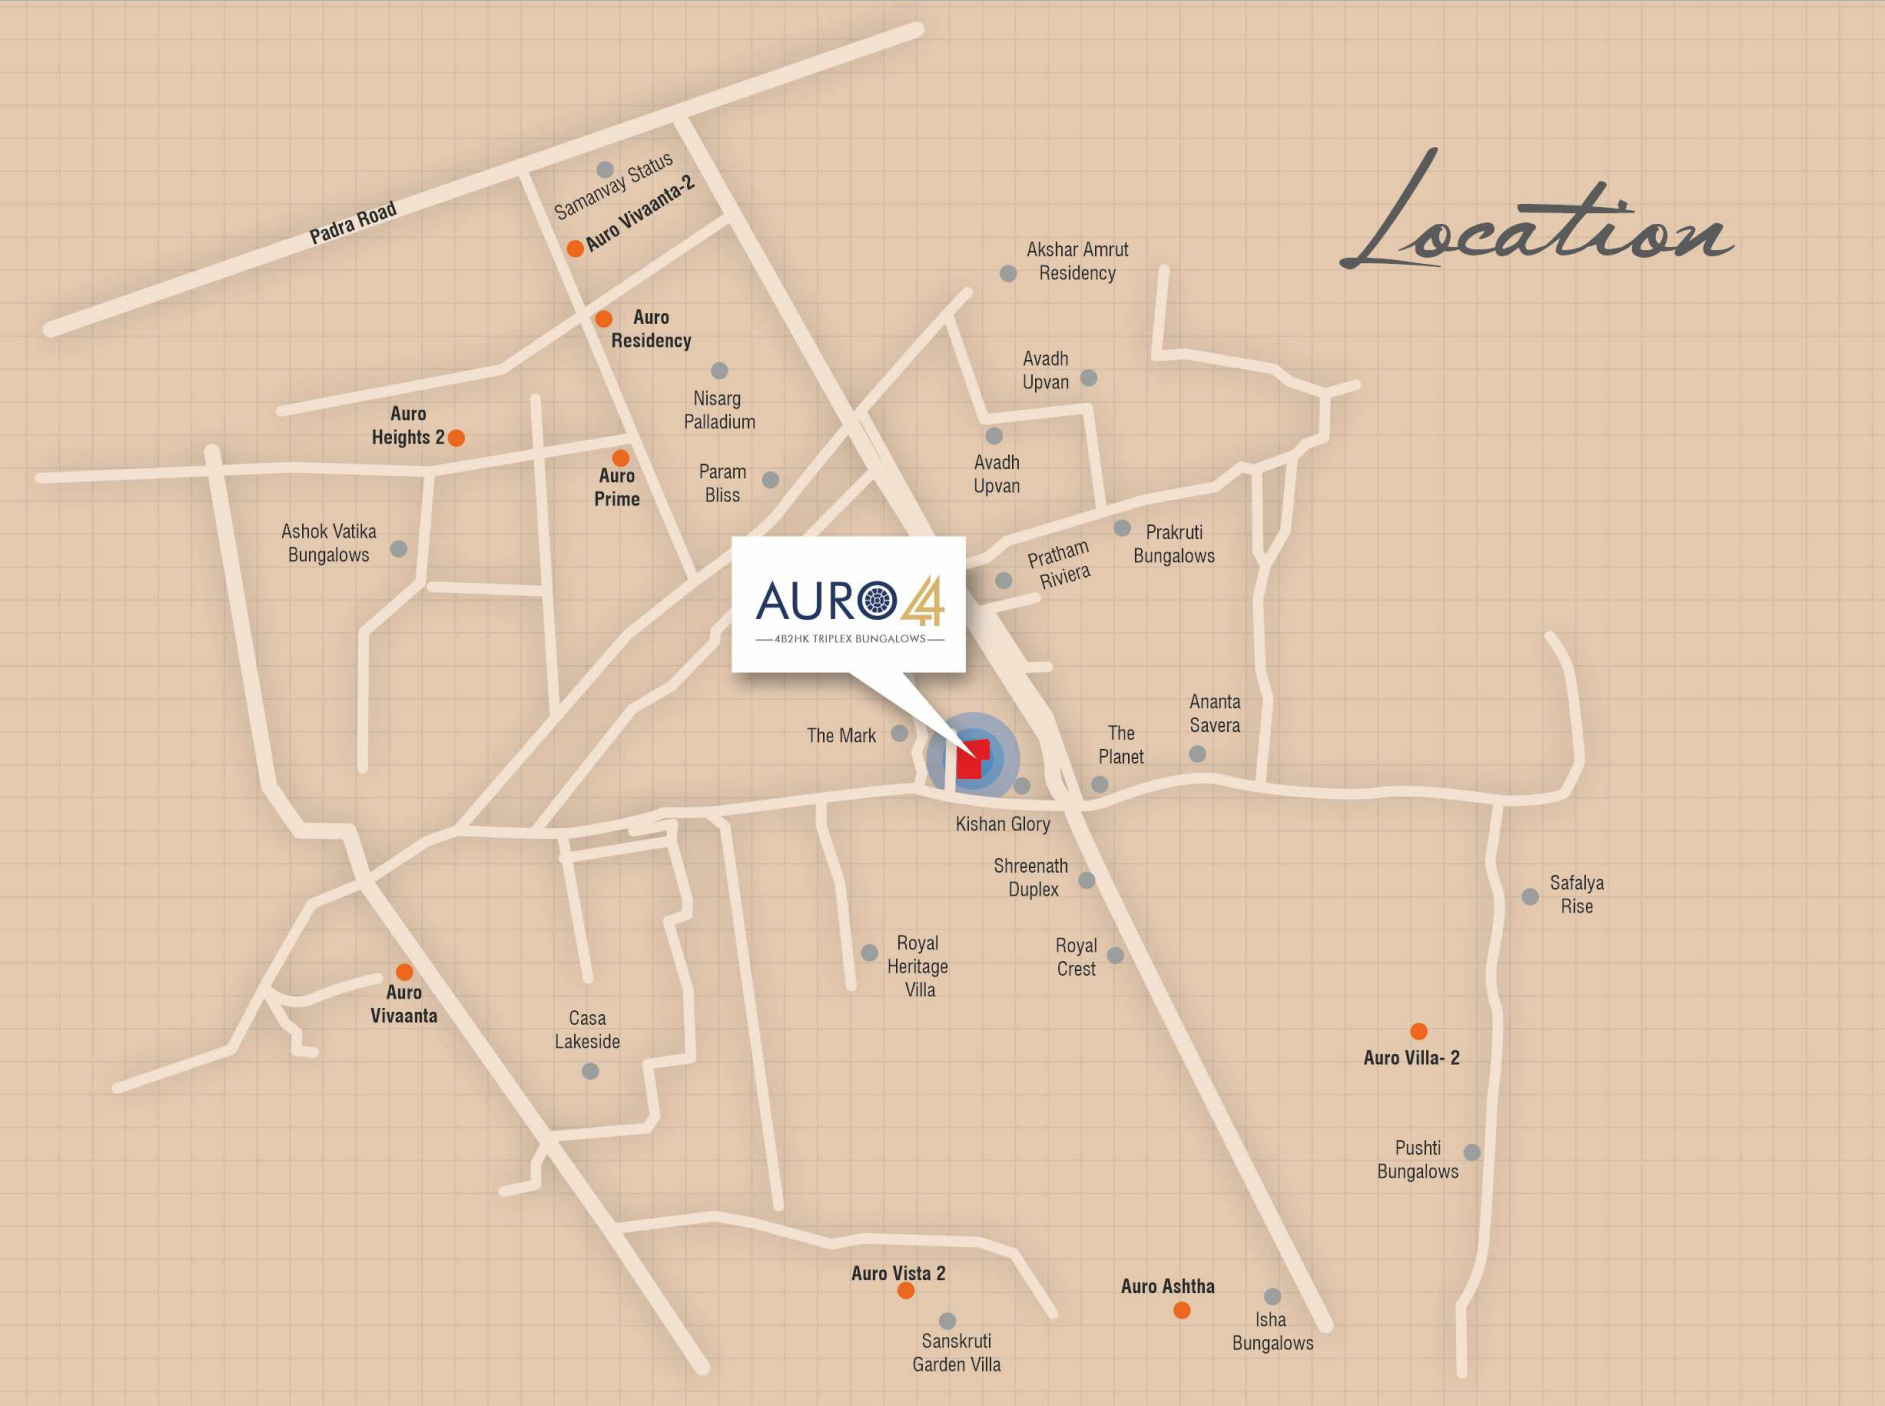 Location
Samanvay Status
Auro Vivaanta-2
Padra Road
Akshar Amrut
Residency
Auro
Residency
Avadh
Upvan
Nisarg
Palladium
Auro
Heights 2
Avadh
Upvan
Param
Bliss
Auro
Prime
Ashok Vatika
Bungalows
Prakruti
Bungalows
Pratham
Riviera
AURO 44
4B2HK TRIPLEX BUNGALOWS
Ananta
Savera
The Mark
The
Planet
Kishan Glory
Shreenath
Duplex
Safalya
Rise
Royal
Heritage
Villa
Royal
Crest
Auro
Vivaanta
Casa
Lakeside
Auro Villa- 2
Pushti
Bungalows
Auro Vista 2
Auro Ashtha
Isha
Bungalows
Sanskruti
Garden Villa